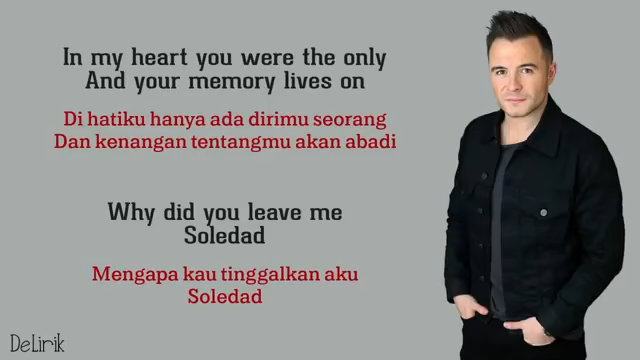 In my heart you were the only
And your memory lives on
Di hatiku hanya ada dirimu seorang
Dan kenangan tentangmu akan abadi
Why did you leave me
Soledad
Mengapa kau tinggalkan aku
Soledad
DeLirik